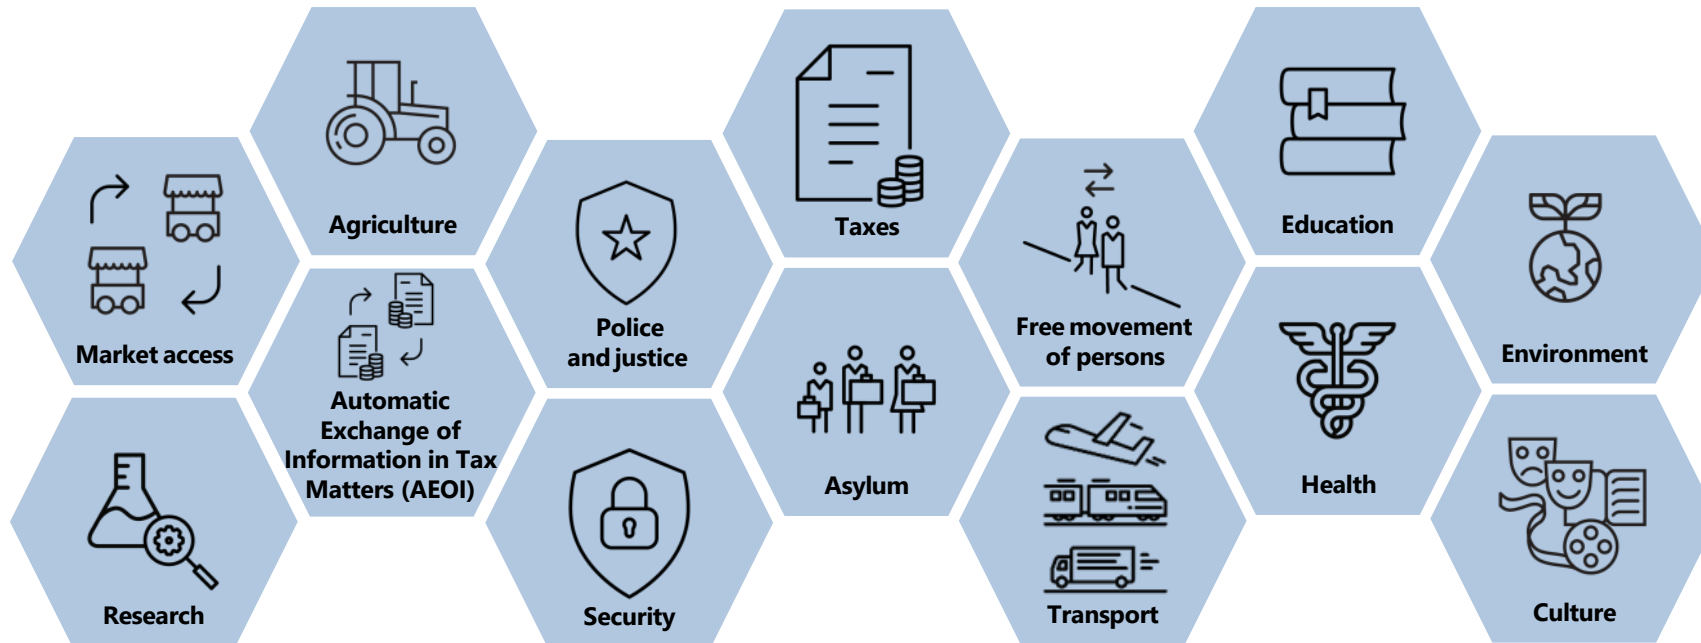 Agriculture
Taxes
Education
Market access
Police
and justice
Free movement
of persons
Environment
Automatic
Exchange of
Information in Tax
Matters (AEOI)
Asylum
Health
Research
Security
Transport
Culture